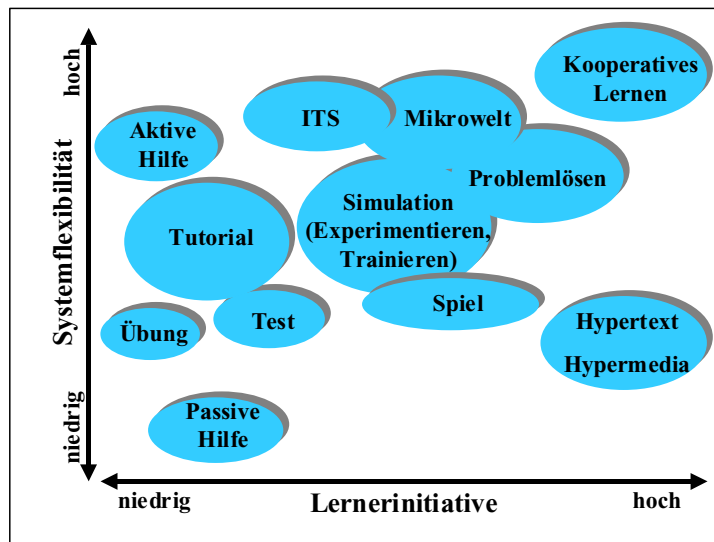 hoch
Systemflexibilität
niedrig
Kooperatives
Lernen
ITS
Mikrowelt
Aktive
Hilfe
Problemlösen
Simulation
(Experimentieren,
Trainieren)
Tutorial
Spiel
Test
Übung
Hypertext
Hypermedia
Passive
Hilfe
niedrig
Lernerinitiative
hoch